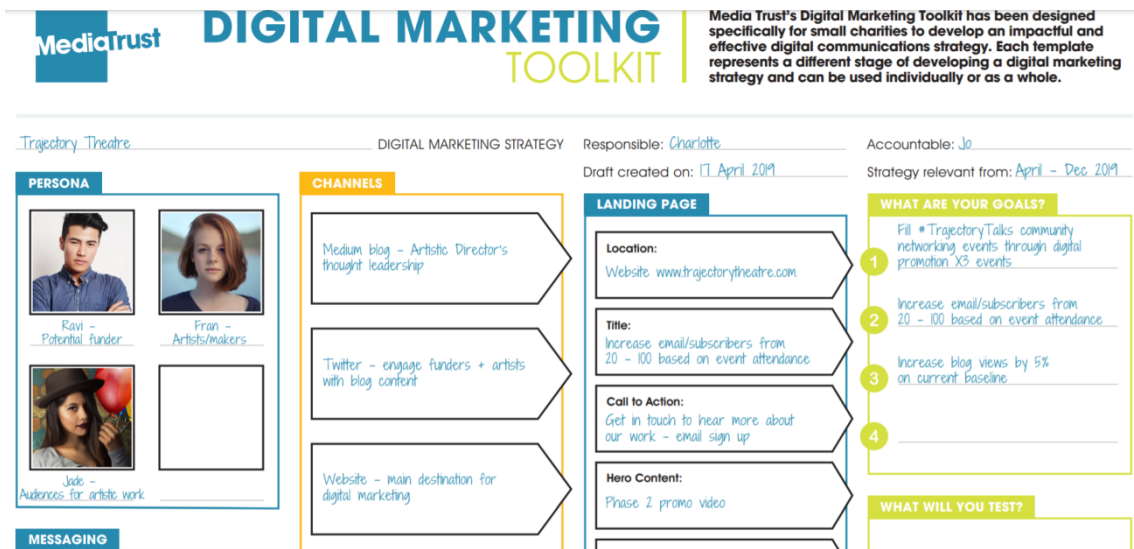 MediaTrust
DIGITAL MARKETING
TOOLKIT
Media Trust's Digital Marketing Toolkit has been designed
specifically for small charities to develop an impactful and
effective digital communications strategy. Each template
represents a different stage of developing a digital marketing
strategy and can be used individually or as a whole.
Trajectory Theatre
DIGITAL MARKETING STRATEGY
Responsible: Charlotte
Accountable: Jo
Draft created on: 17 April 2019
Strategy relevant from: April - Dec 2019
PERSONA
Ravi -
Potential funder
Fran -
Artists/makers
Jade -
Audiences for artistic work
MESSAGING
CHANNELS
Medium blog - Artistic Director's
thought leadership
Twitter - engage funders + artists
with blog content
Website - main destination for
digital marketing
LANDING PAGE
Location:
Website www.trajectorytheatre.com
Title:
Increase email/subscribers from
20 - 100 based on event attendance
Call to Action:
Get in touch to hear more about
our work - email sign up
Hero Content:
Phase 2 promo video
WHAT ARE YOUR GOALS?
1
Fill #TrajectoryTalks community
networking events through digital
promotion X3 events
2
Increase email/subscribers from
20 - 100 based on event attendance
3
Increase blog views by 5%
on current baseline
4
WHAT WILL YOU TEST?